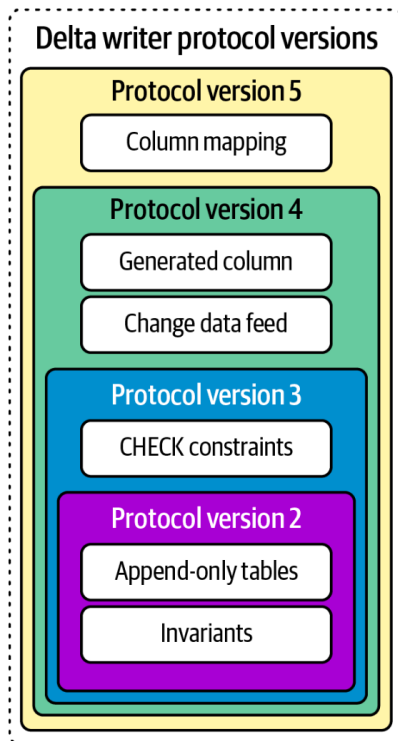 Delta writer protocol versions
Protocol version 5
Column mapping
Protocol version 4
Generated column
Change data feed
Protocol version 3
CHECK constraints
Protocol version 2
Append-only tables
Invariants